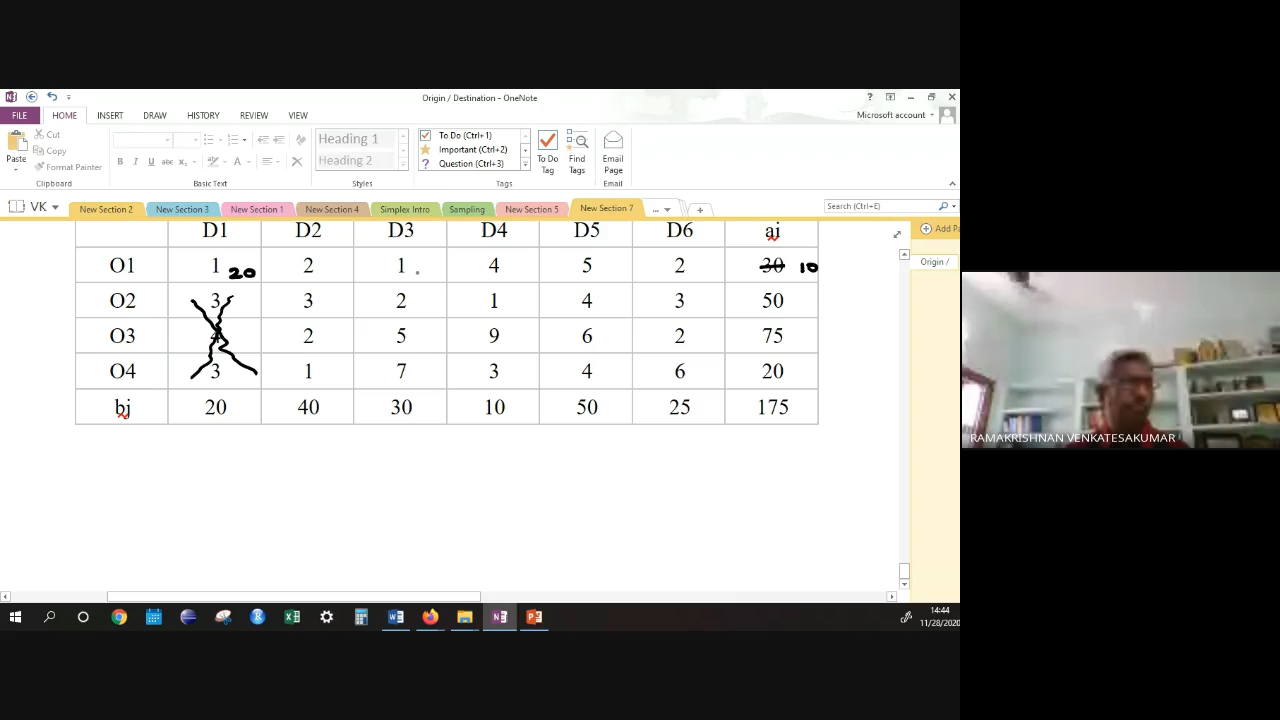 Origin / Destination - OneNote
? 
Microsoft account
FILE HOME INSERT DRAW HISTORY REVIEW VIEW
Paste
Cut
Copy
Format Painter
Clipboard
B I U abc X₂ A
Basic Text
Heading 1
Heading 2
Styles
To Do (Ctrl+1)
Important (Ctrl+2)
? Question (Ctrl+3)
To Do Tag
Find Tags
Tags
Email Page
Email
VK New Section 2 New Section 3 New Section 1 New Section 4 Simplex Intro Sampling New Section 5 New Section 7 ... +
Search (Ctrl+E)
Add Pa
Origin /
D1 D2 D3 D4 D5 D6 ai
O1 1 20 2 1 4 5 2 30 10
O2 3 3 2 1 4 3 50
O3 4 2 5 9 6 2 75
O4 3 1 7 3 4 6 20
bj 20 40 30 10 50 25 175
RAMAKRISHNAN VENKATESAKUMAR
14:44
11/28/2020